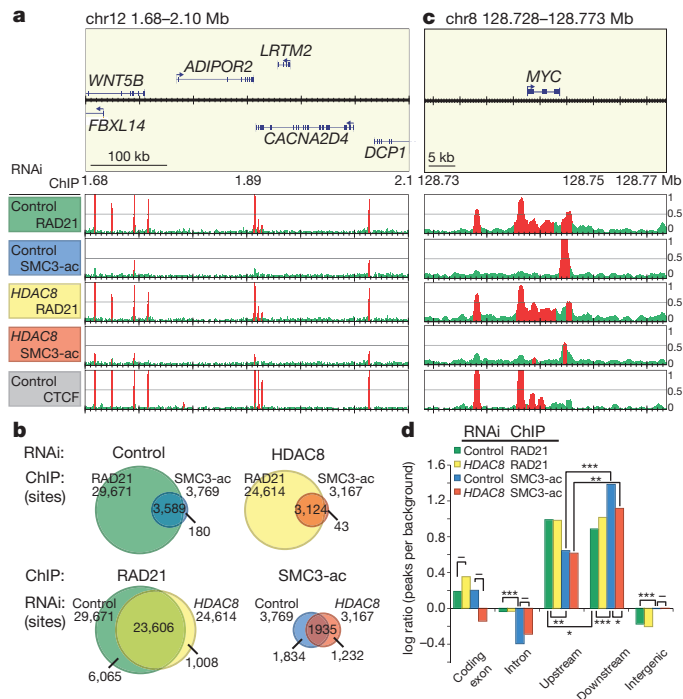 a
chr12 1.68–2.10 Mb
LRTM2
ADIPOR2
WNT5B
FBXL14
CACNA2D4
DCP1
100 kb
c
chr8 128.728–128.773 Mb
MYC
5 kb
RNAi
ChIP
1.68
1.89
2.1
128.73
128.75
128.77 Mb
Control
RAD21
1
0.5
0
Control
SMC3-ac
1
0.5
0
HDAC8
RAD21
1
0.5
0
HDAC8
SMC3-ac
1
0.5
0
Control
CTCF
1
0.5
0
b
RNAi:
Control
HDAC8
ChIP:
(sites)
RAD21
29,671
SMC3-ac
3,769
3,589
180
RAD21
24,614
SMC3-ac
3,167
3,124
43
ChIP:
RAD21
SMC3-ac
RNAi:
(sites)
Control
29,671
HDAC8
24,614
23,606
6,065
1,008
Control
3,769
HDAC8
3,167
1935
1,834
1,232
d
RNAi ChIP
Control RAD21
HDAC8 RAD21
Control SMC3-ac
HDAC8 SMC3-ac
log ratio (peaks per background)
1.6
1.2
0.8
0.4
0.0
−0.4
–
–
***
–
***
**
**
*
***
*
***
–
Coding
exon
Intron
Upstream
Downstream
Intergenic